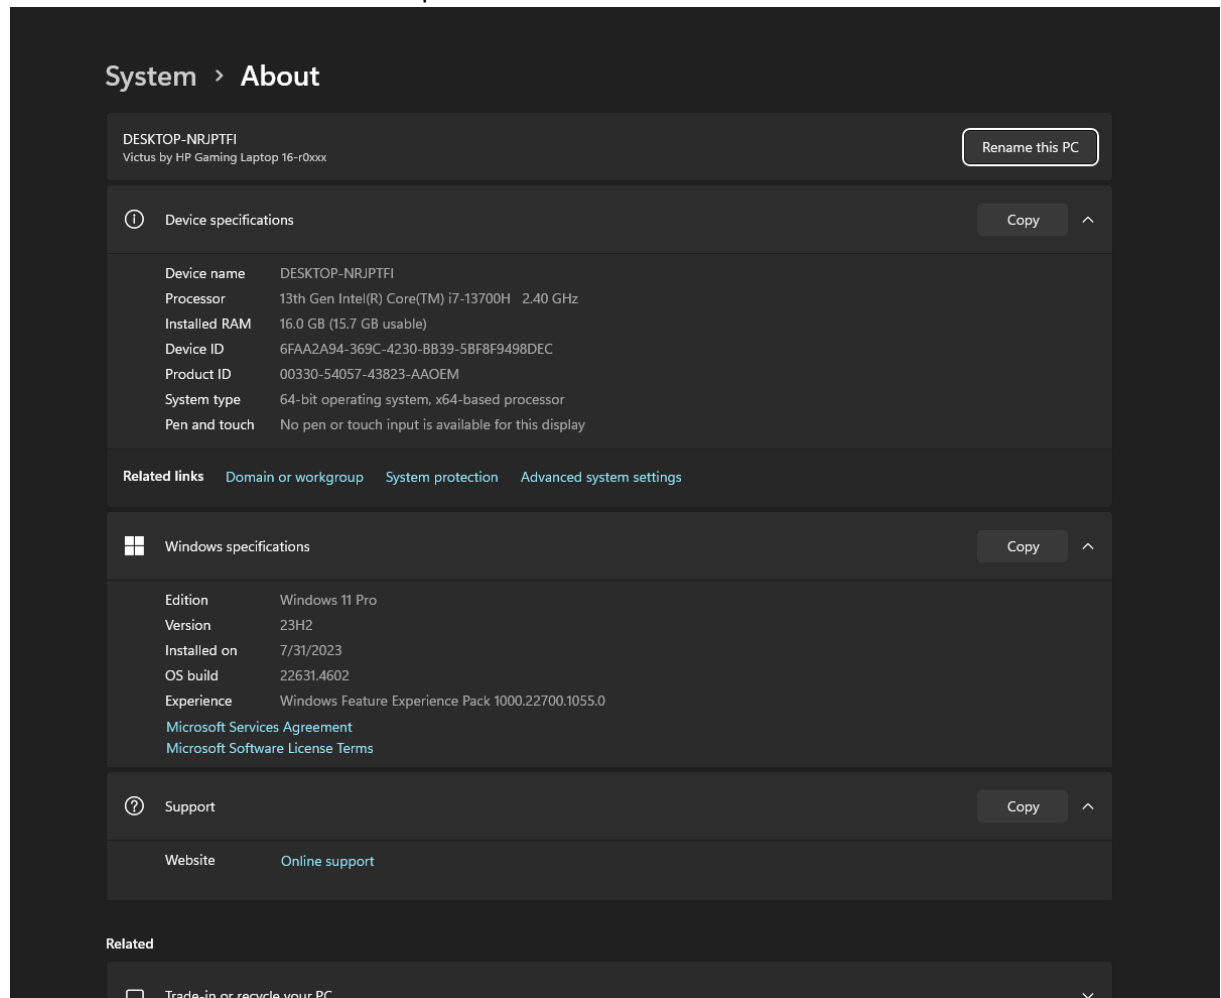 System > About
DESKTOP-NRJPTFI
Victus by HP Gaming Laptop 16-r0xxx
Rename this PC
Device specifications
Copy
Device name DESKTOP-NRJPTFI
Processor 13th Gen Intel(R) Core(TM) i7-13700H 2.40 GHz
Installed RAM 16.0 GB (15.7 GB usable)
Device ID 6FAA2A94-369C-4230-BB39-5BF8F9498DEC
Product ID 00330-54057-43823-AAOEM
System type 64-bit operating system, x64-based processor
Pen and touch No pen or touch input is available for this display
Related links Domain or workgroup System protection Advanced system settings
Windows specifications
Copy
Edition Windows 11 Pro
Version 23H2
Installed on 7/31/2023
OS build 22631.4602
Experience Windows Feature Experience Pack 1000.22700.1055.0
Microsoft Services Agreement
Microsoft Software License Terms
Support
Copy
Website Online support
Related
Trade-in or recycle your PC